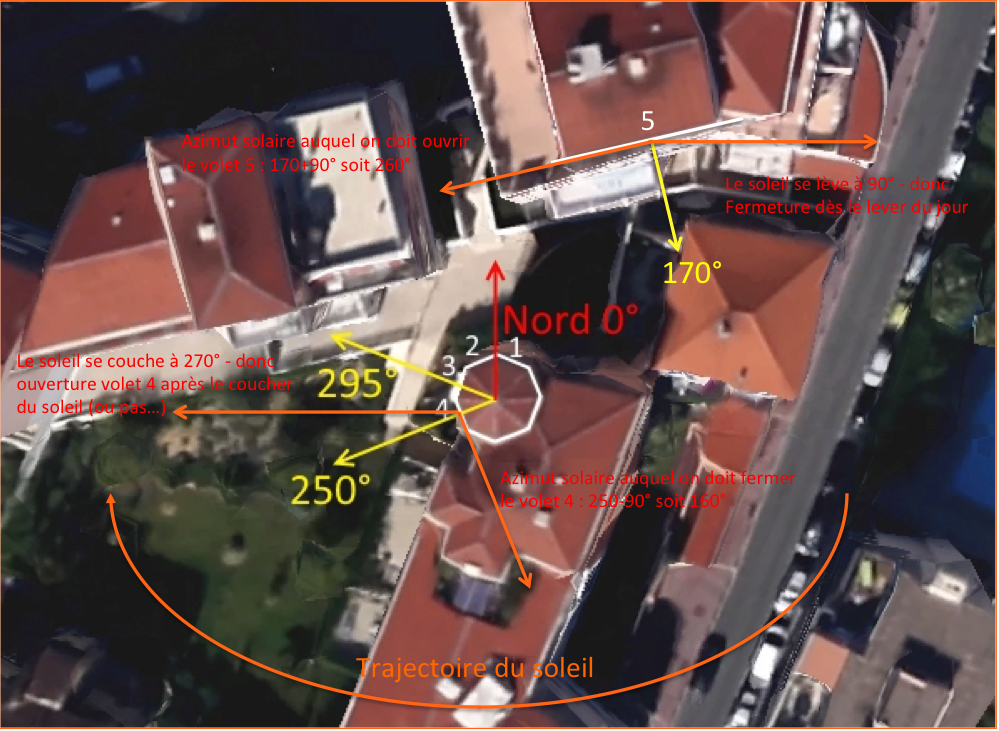 5
Azimut solaire auquel on doit ouvrir
le volet 5 : 170+90° soit 260°
Le soleil se lève à 90° - donc
Fermeture dès le lever du jour
170°
Nord 0°
2
1
3
4
Le soleil se couche à 270° - donc
ouverture volet 4 après le coucher
du soleil (ou pas...)
295°
250°
Azimut solaire auquel on doit fermer
le volet 4 : 250-90° soit 160°
Trajectoire du soleil